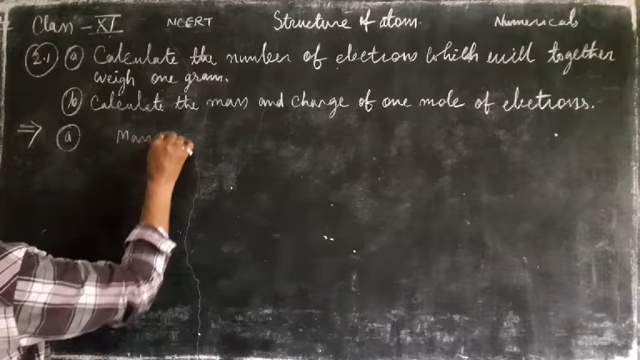 Class - XI NCERT Structure of atom. Numericals
2.1 (a) Calculate the number of electrons which will together
weigh one gram.
(b) Calculate the mass and charge of one mole of electrons.
⇒ (a) Mass